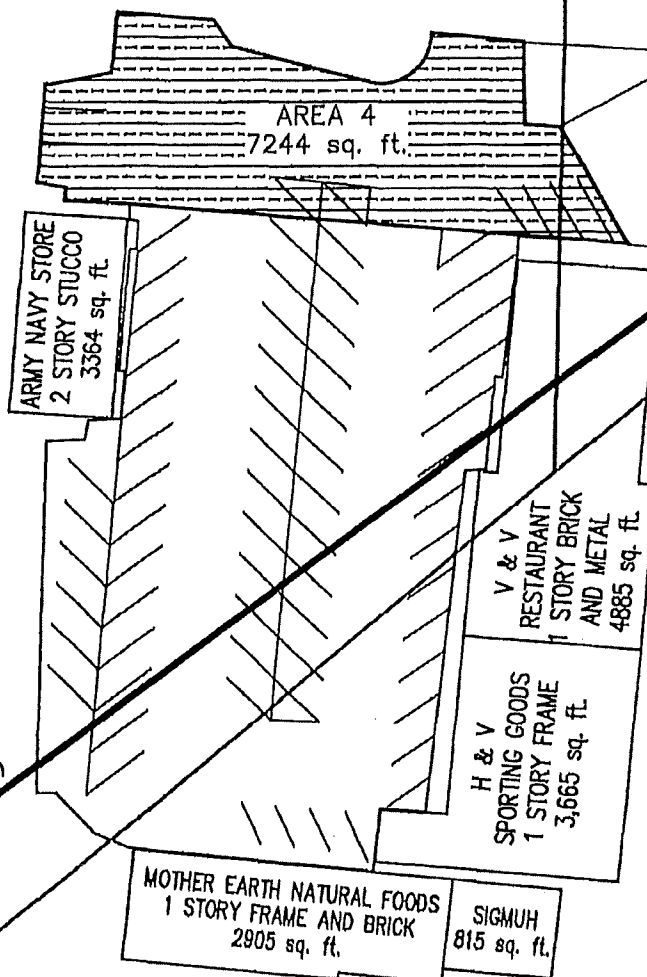 AREA 4
7244 sq. ft.
ARMY NAVY STORE
2 STORY STUCCO
3364 sq. ft.
V & V
RESTAURANT
1 STORY BRICK
AND METAL
4885 sq. ft.
H & V
SPORTING GOODS
1 STORY FRAME
3,665 sq. ft.
MOTHER EARTH NATURAL FOODS
1 STORY FRAME AND BRICK
2905 sq. ft.
SIGMUH
815 sq. ft.